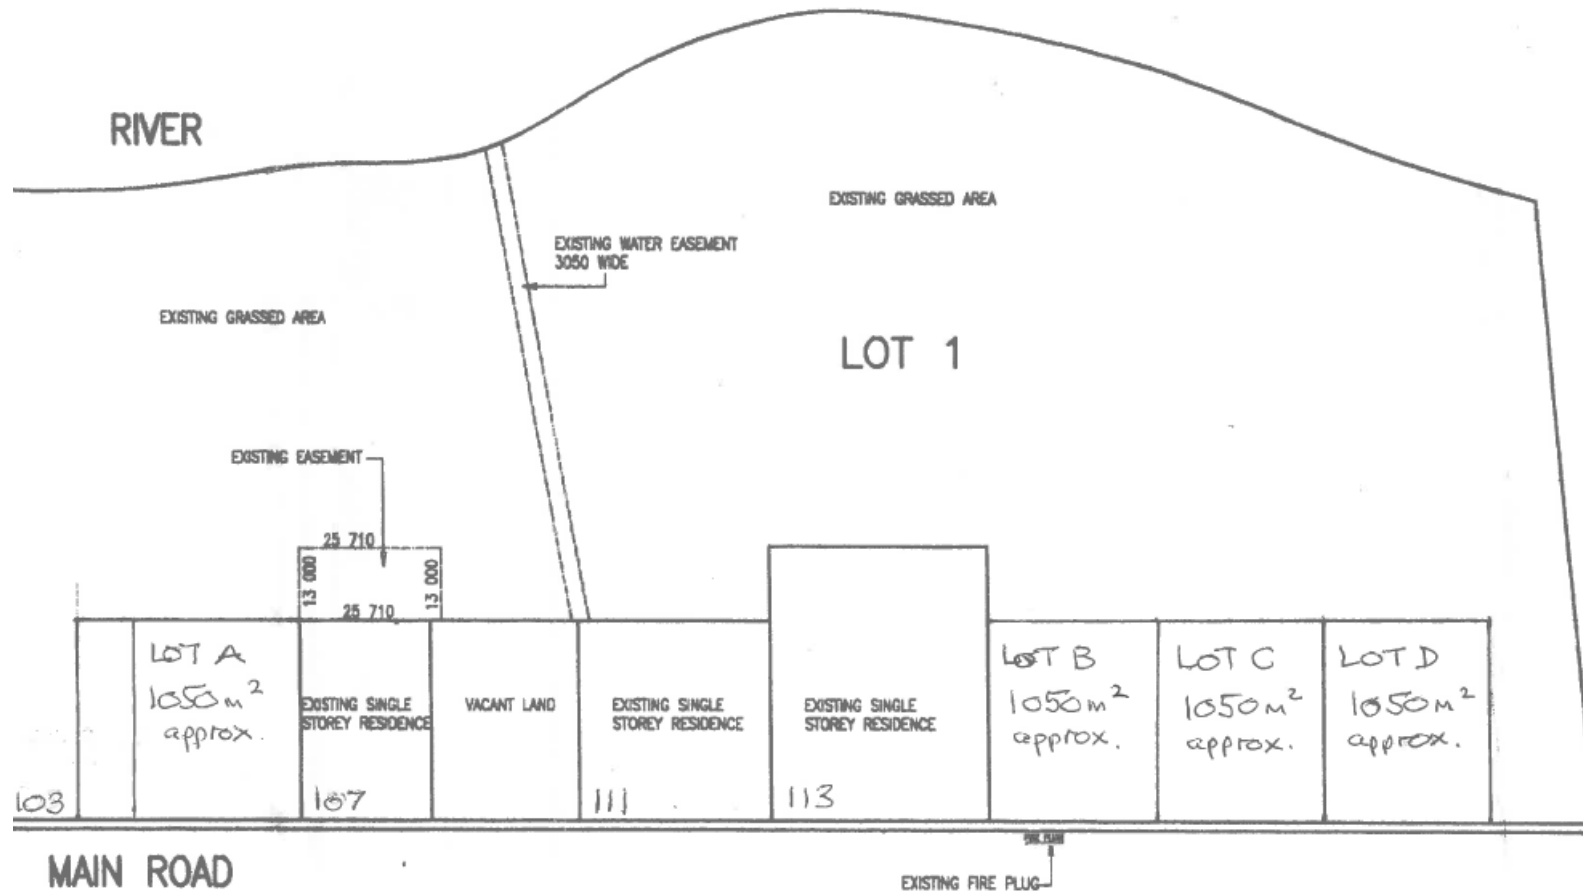 RIVER
EXISTING GRASSED AREA
EXISTING WATER EASEMENT
3050 WIDE
EXISTING GRASSED AREA
LOT 1
EXISTING EASEMENT
25 710
13 000
13 000
25 710
LOT A
1050m²
approx.
EXISTING SINGLE
STOREY RESIDENCE
VACANT LAND
EXISTING SINGLE
STOREY RESIDENCE
EXISTING SINGLE
STOREY RESIDENCE
LOT B
1050m²
approx.
LOT C
1050m²
approx.
LOT D
1050m²
approx.
103
107
111
113
MAIN ROAD
EXISTING FIRE PLUG